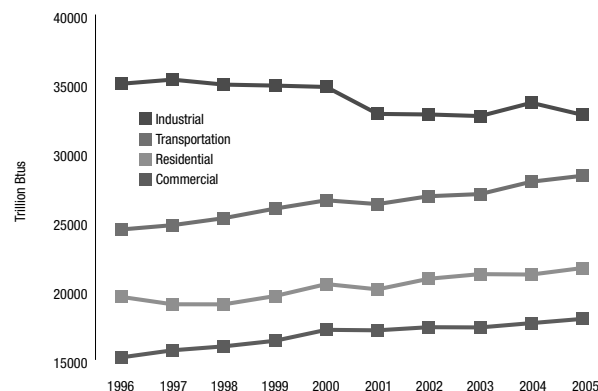 40000
35000
30000
25000
20000
15000
Trillion Btus
Industrial
Transportation
Residential
Commercial
1996 1997 1998 1999 2000 2001 2002 2003 2004 2005